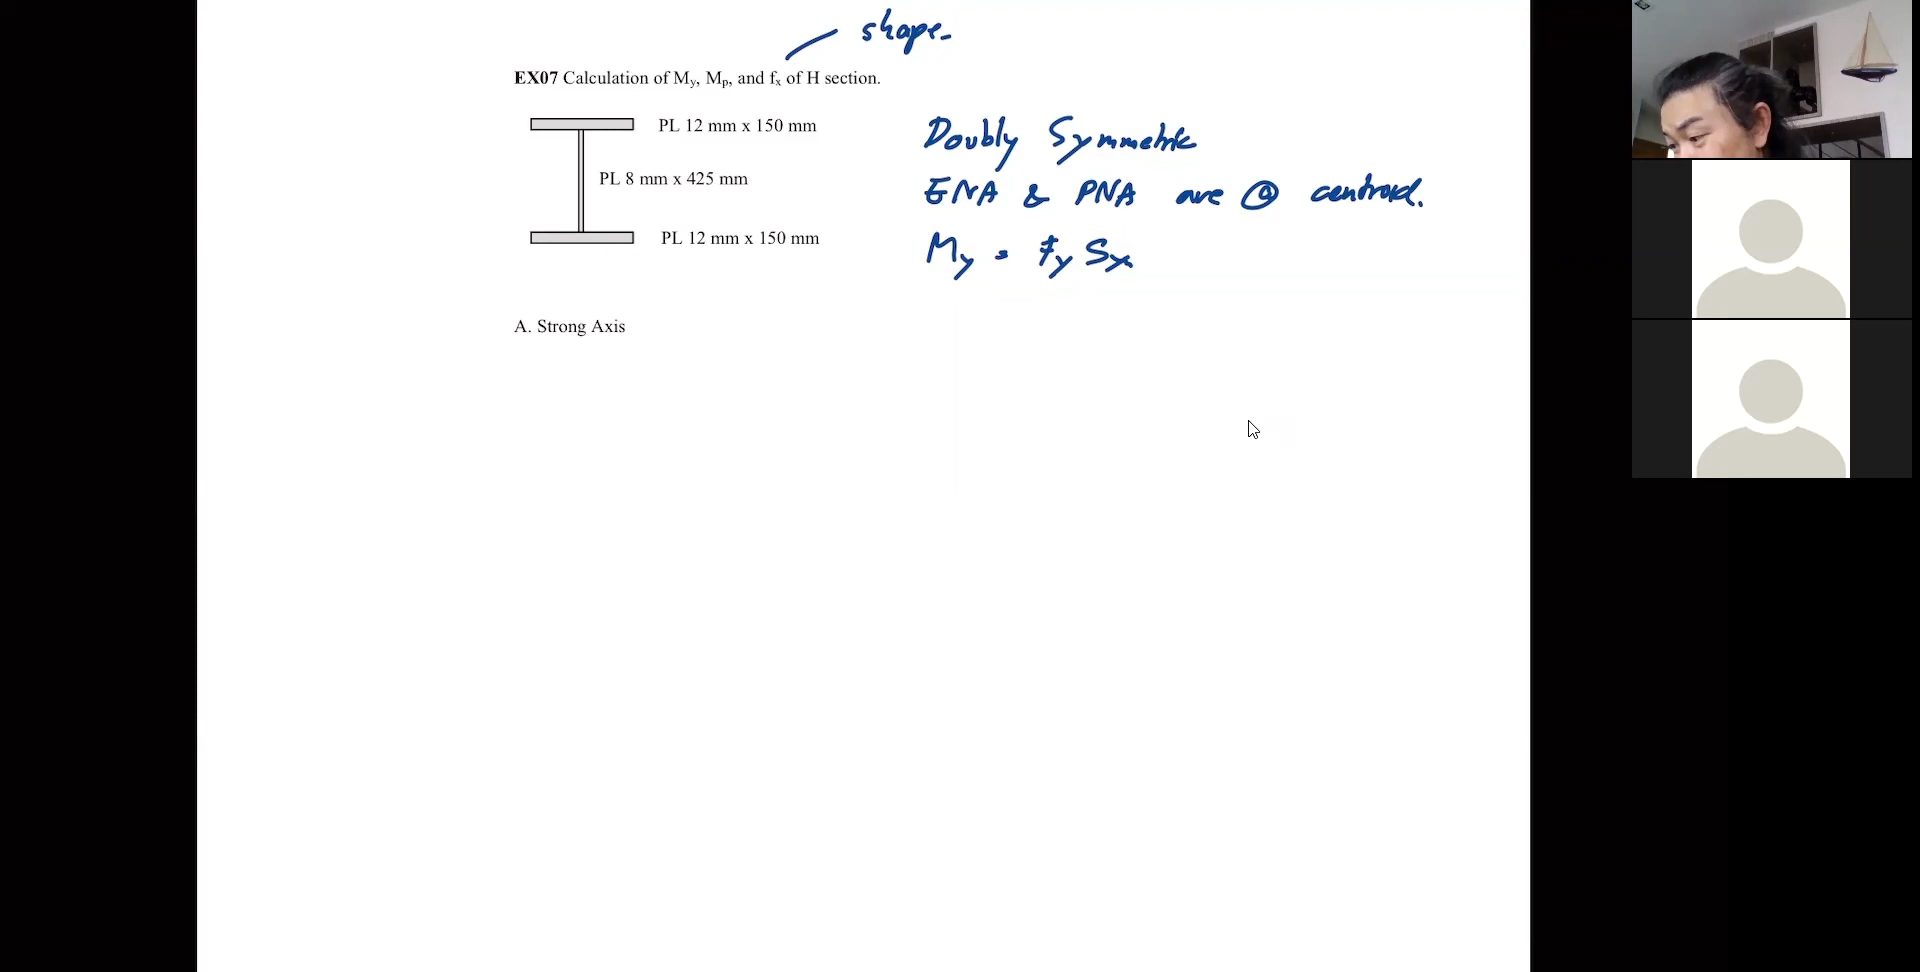 shape.
EX07 Calculation of My, Mp, and fx of H section.
PL 12 mm x 150 mm
PL 8 mm x 425 mm
PL 12 mm x 150 mm
Doubly Symmetric
ENA & PNA are @ centroid.
My = Fy Sx
A. Strong Axis